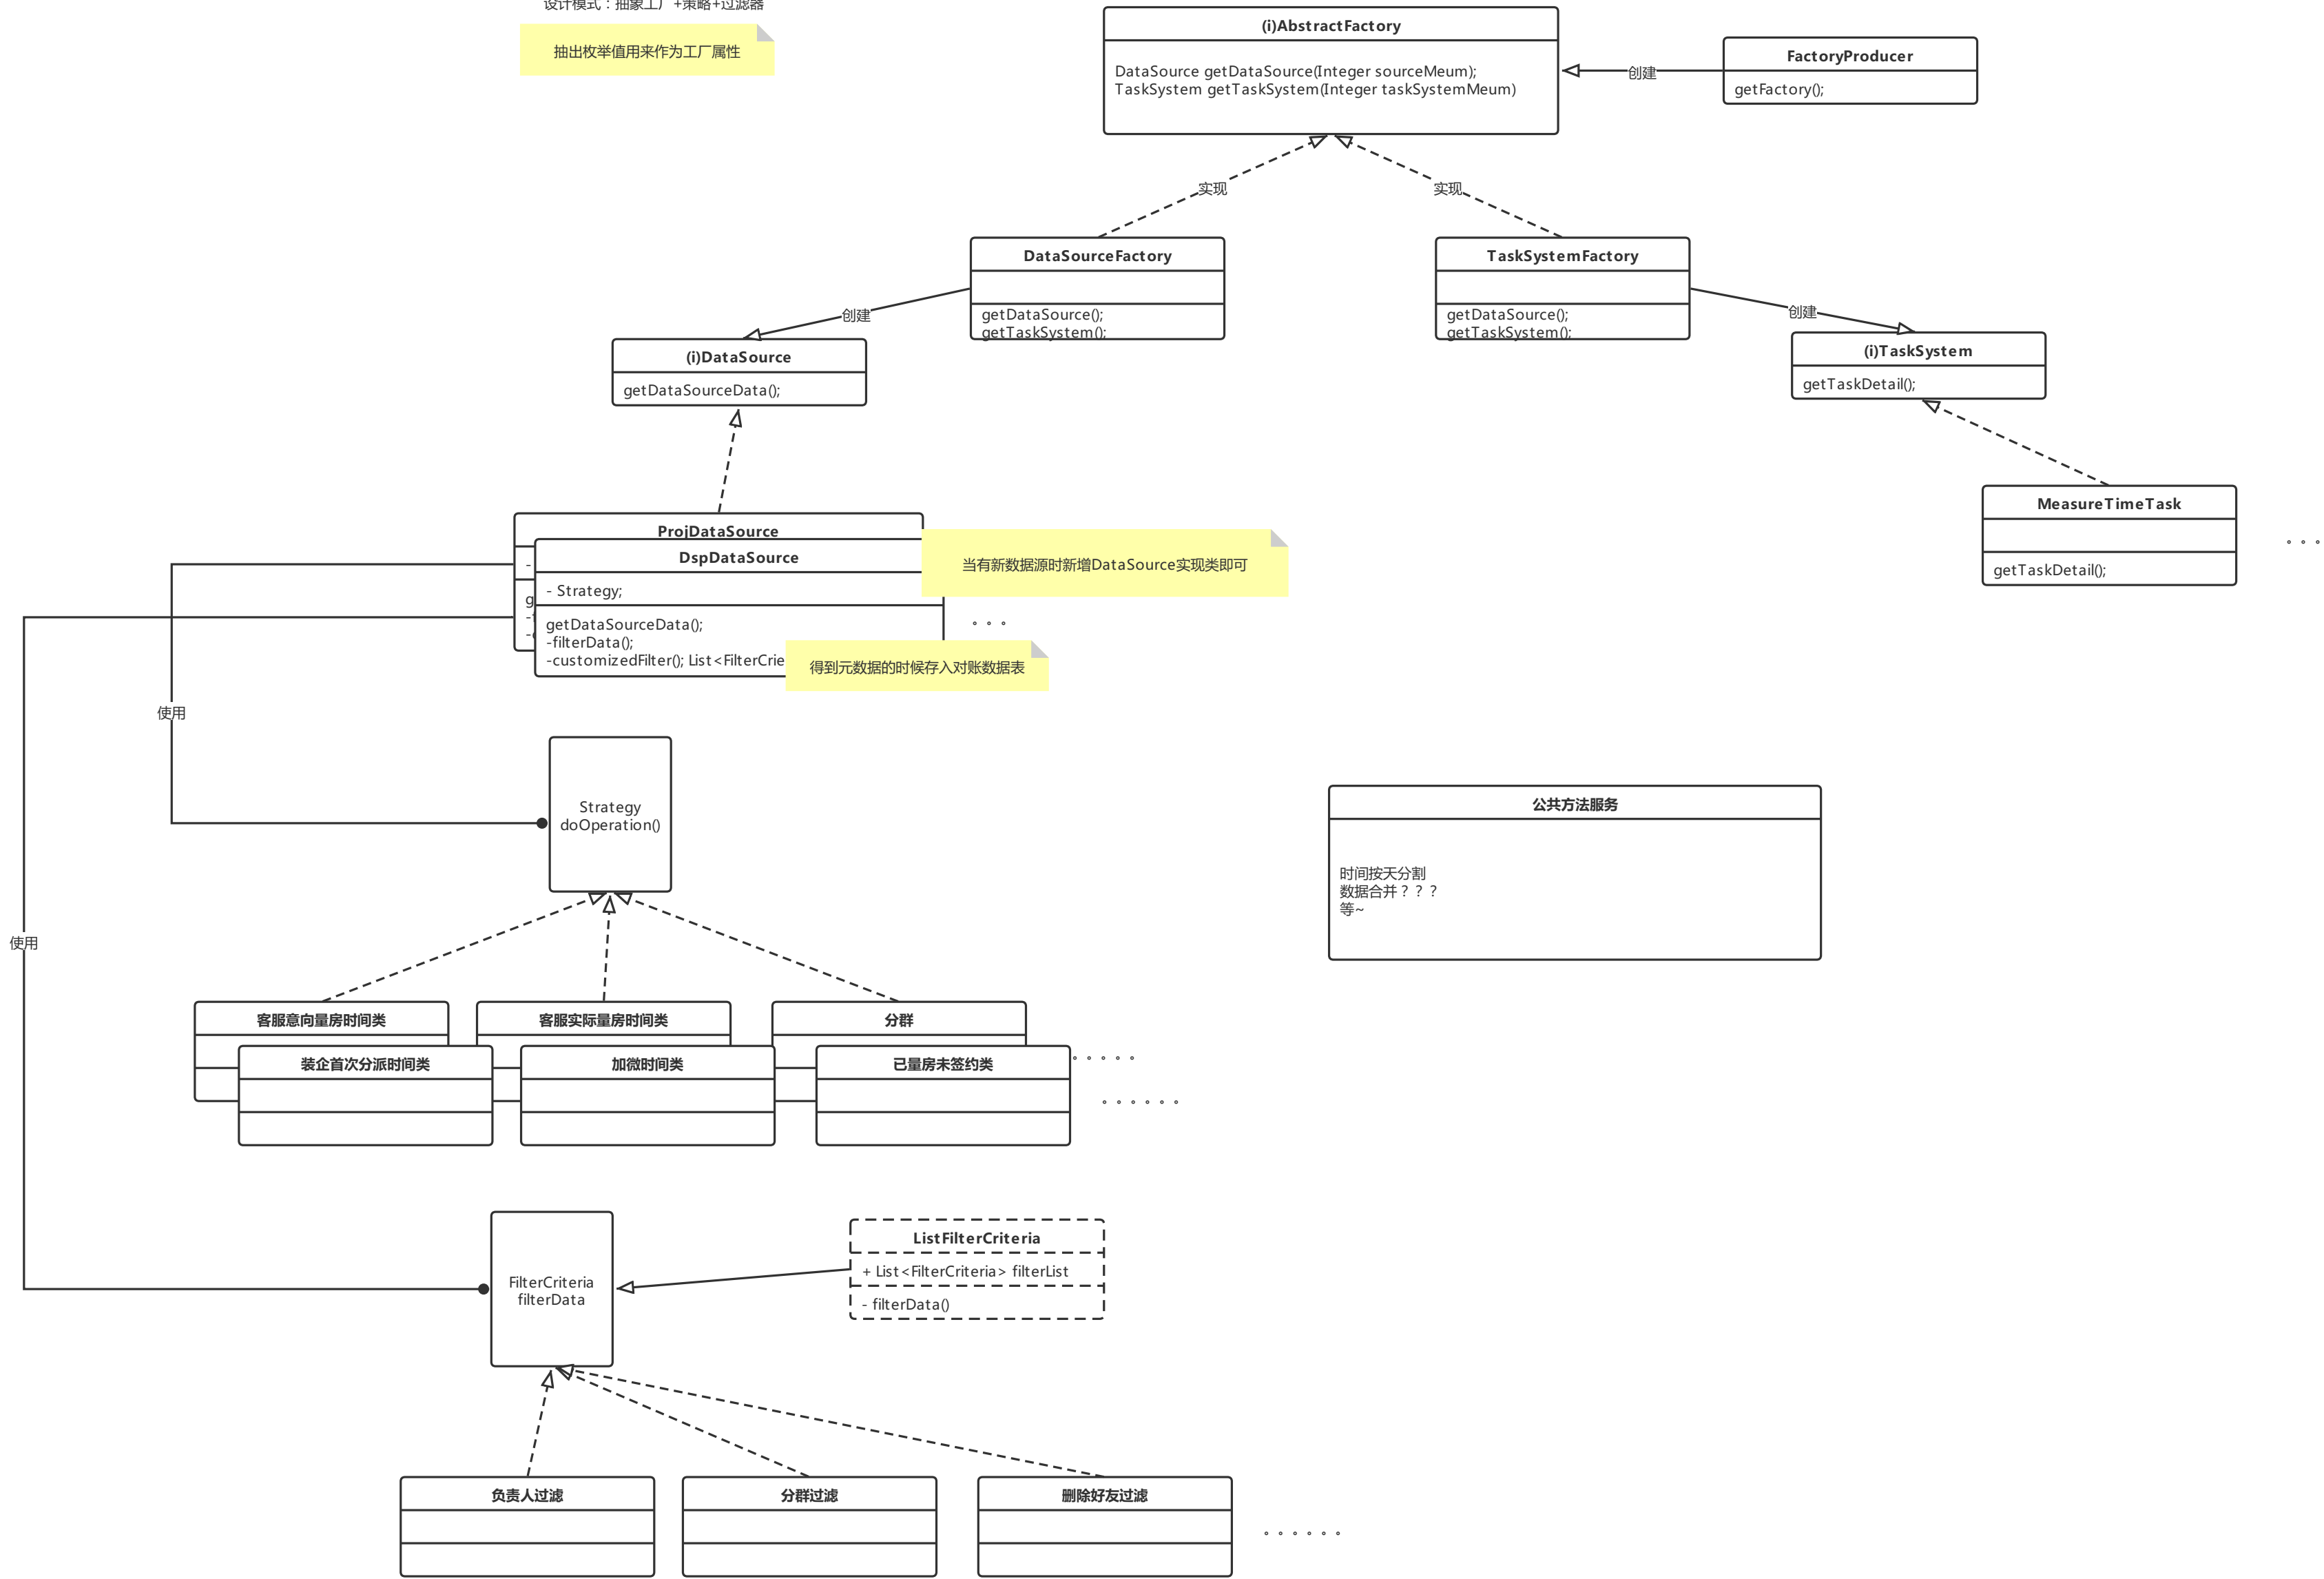 设计模式：抽象工厂+策略+过滤器
抽出枚举值用来作为工厂属性
(i)AbstractFactory
DataSource getDataSource(Integer sourceMeum);
TaskSystem getTaskSystem(Integer taskSystemMeum)
创建
FactoryProducer
getFactory();
实现
实现
DataSourceFactory
getDataSource();
getTaskSystem();
TaskSystemFactory
getDataSource();
getTaskSystem();
创建
创建
(i)DataSource
getDataSourceData();
(i)TaskSystem
getTaskDetail();
ProjDataSource
DspDataSource
- Strategy;
getDataSourceData();
-filterData();
-customizedFilter(); List<FilterCrie
当有新数据源时新增DataSource实现类即可
。。。
得到元数据的时候存入对账数据表
MeasureTimeTask
getTaskDetail();
。。。
使用
Strategy
doOperation()
公共方法服务
时间按天分割
数据合并？？？
等~
使用
客服意向量房时间类
客服实际量房时间类
分群
装企首次分派时间类
加微时间类
已量房未签约类
。。。。。
。。。。。。
FilterCriteria
filterData
ListFilterCriteria
+ List<FilterCriteria> filterList
- filterData()
负责人过滤
分群过滤
删除好友过滤
。。。。。。